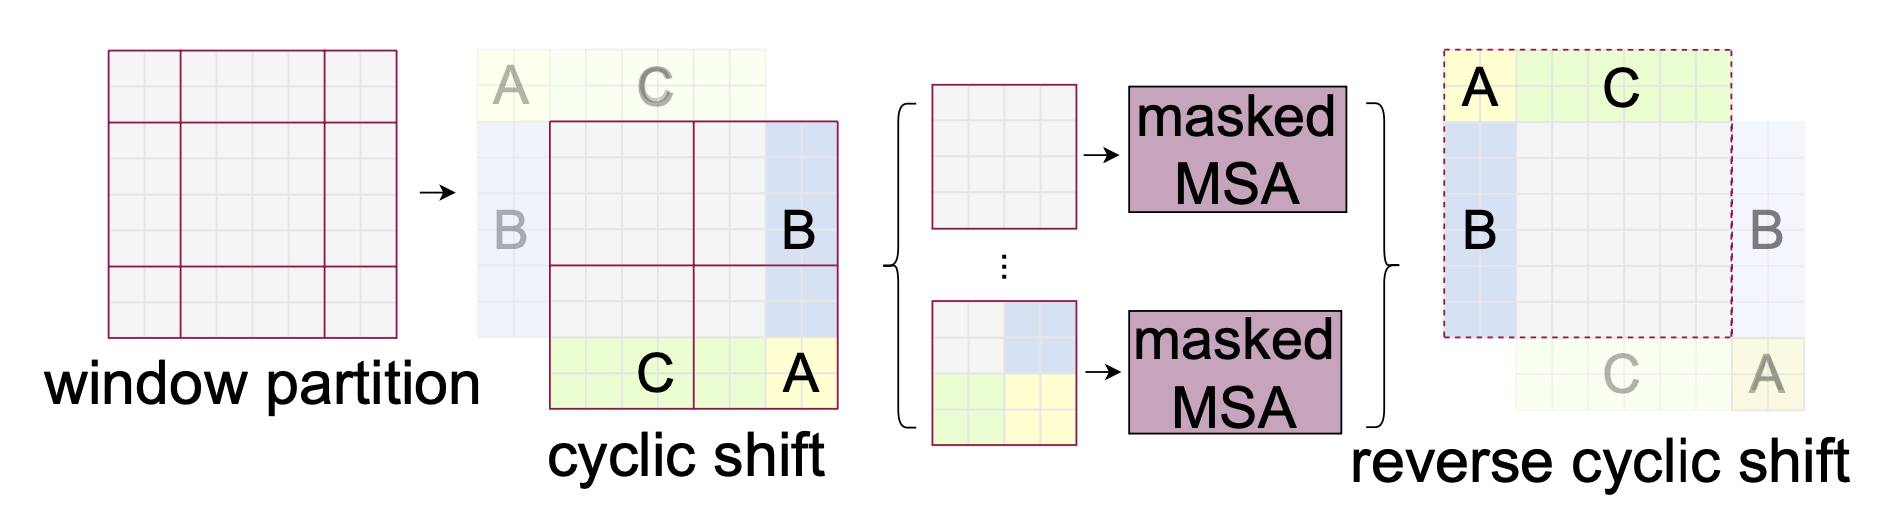 window partition
A
C
B
B
C
A
cyclic shift
masked
MSA
...
masked
MSA
A
C
B
B
C
A
reverse cyclic shift